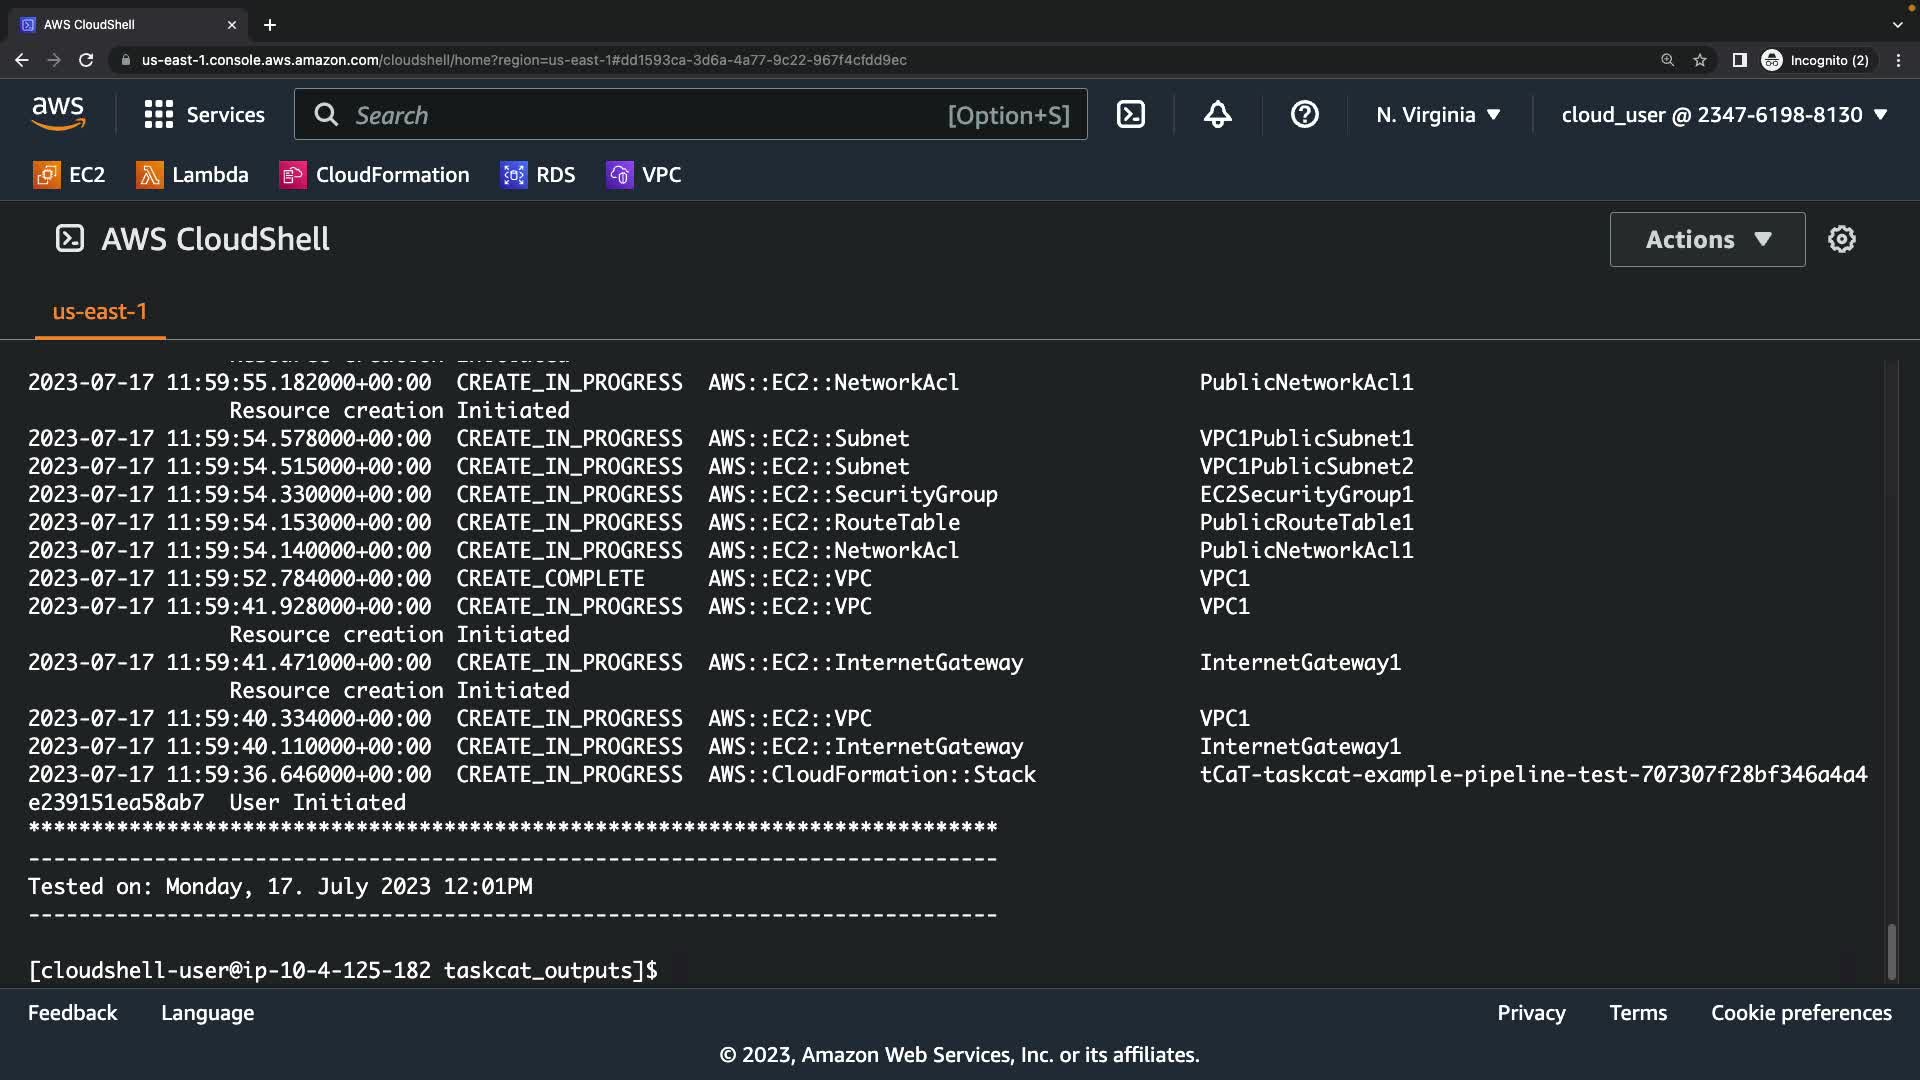 AWS CloudShell
us-east-1.console.aws.amazon.com/cloudshell/home?region=us-east-1#dd1593ca-3d6a-4a77-9c22-967f4cfdd9ec
Incognito (2)
aws
Services
Search
[Option+S]
N. Virginia
cloud_user @ 2347-6198-8130
EC2
Lambda
CloudFormation
RDS
VPC
AWS CloudShell
Actions
us-east-1
Resource creation Initiated
2023-07-17 11:59:55.182000+00:00 CREATE_IN_PROGRESS AWS::EC2::NetworkAcl PublicNetworkAcl1
Resource creation Initiated
2023-07-17 11:59:54.578000+00:00 CREATE_IN_PROGRESS AWS::EC2::Subnet VPC1PublicSubnet1
2023-07-17 11:59:54.515000+00:00 CREATE_IN_PROGRESS AWS::EC2::Subnet VPC1PublicSubnet2
2023-07-17 11:59:54.330000+00:00 CREATE_IN_PROGRESS AWS::EC2::SecurityGroup EC2SecurityGroup1
2023-07-17 11:59:54.153000+00:00 CREATE_IN_PROGRESS AWS::EC2::RouteTable PublicRouteTable1
2023-07-17 11:59:54.140000+00:00 CREATE_IN_PROGRESS AWS::EC2::NetworkAcl PublicNetworkAcl1
2023-07-17 11:59:52.784000+00:00 CREATE_COMPLETE AWS::EC2::VPC VPC1
2023-07-17 11:59:41.928000+00:00 CREATE_IN_PROGRESS AWS::EC2::VPC VPC1
Resource creation Initiated
2023-07-17 11:59:41.471000+00:00 CREATE_IN_PROGRESS AWS::EC2::InternetGateway InternetGateway1
Resource creation Initiated
2023-07-17 11:59:40.334000+00:00 CREATE_IN_PROGRESS AWS::EC2::VPC VPC1
2023-07-17 11:59:40.110000+00:00 CREATE_IN_PROGRESS AWS::EC2::InternetGateway InternetGateway1
2023-07-17 11:59:36.646000+00:00 CREATE_IN_PROGRESS AWS::CloudFormation::Stack tCaT-taskcat-example-pipeline-test-707307f28bf346a4a4
e239151ea58ab7 User Initiated
*****************************************************************************
-----------------------------------------------------------------------------
Tested on: Monday, 17. July 2023 12:01PM
-----------------------------------------------------------------------------
[cloudshell-user@ip-10-4-125-182 taskcat_outputs]$
Feedback
Language
Privacy
Terms
Cookie preferences
© 2023, Amazon Web Services, Inc. or its affiliates.